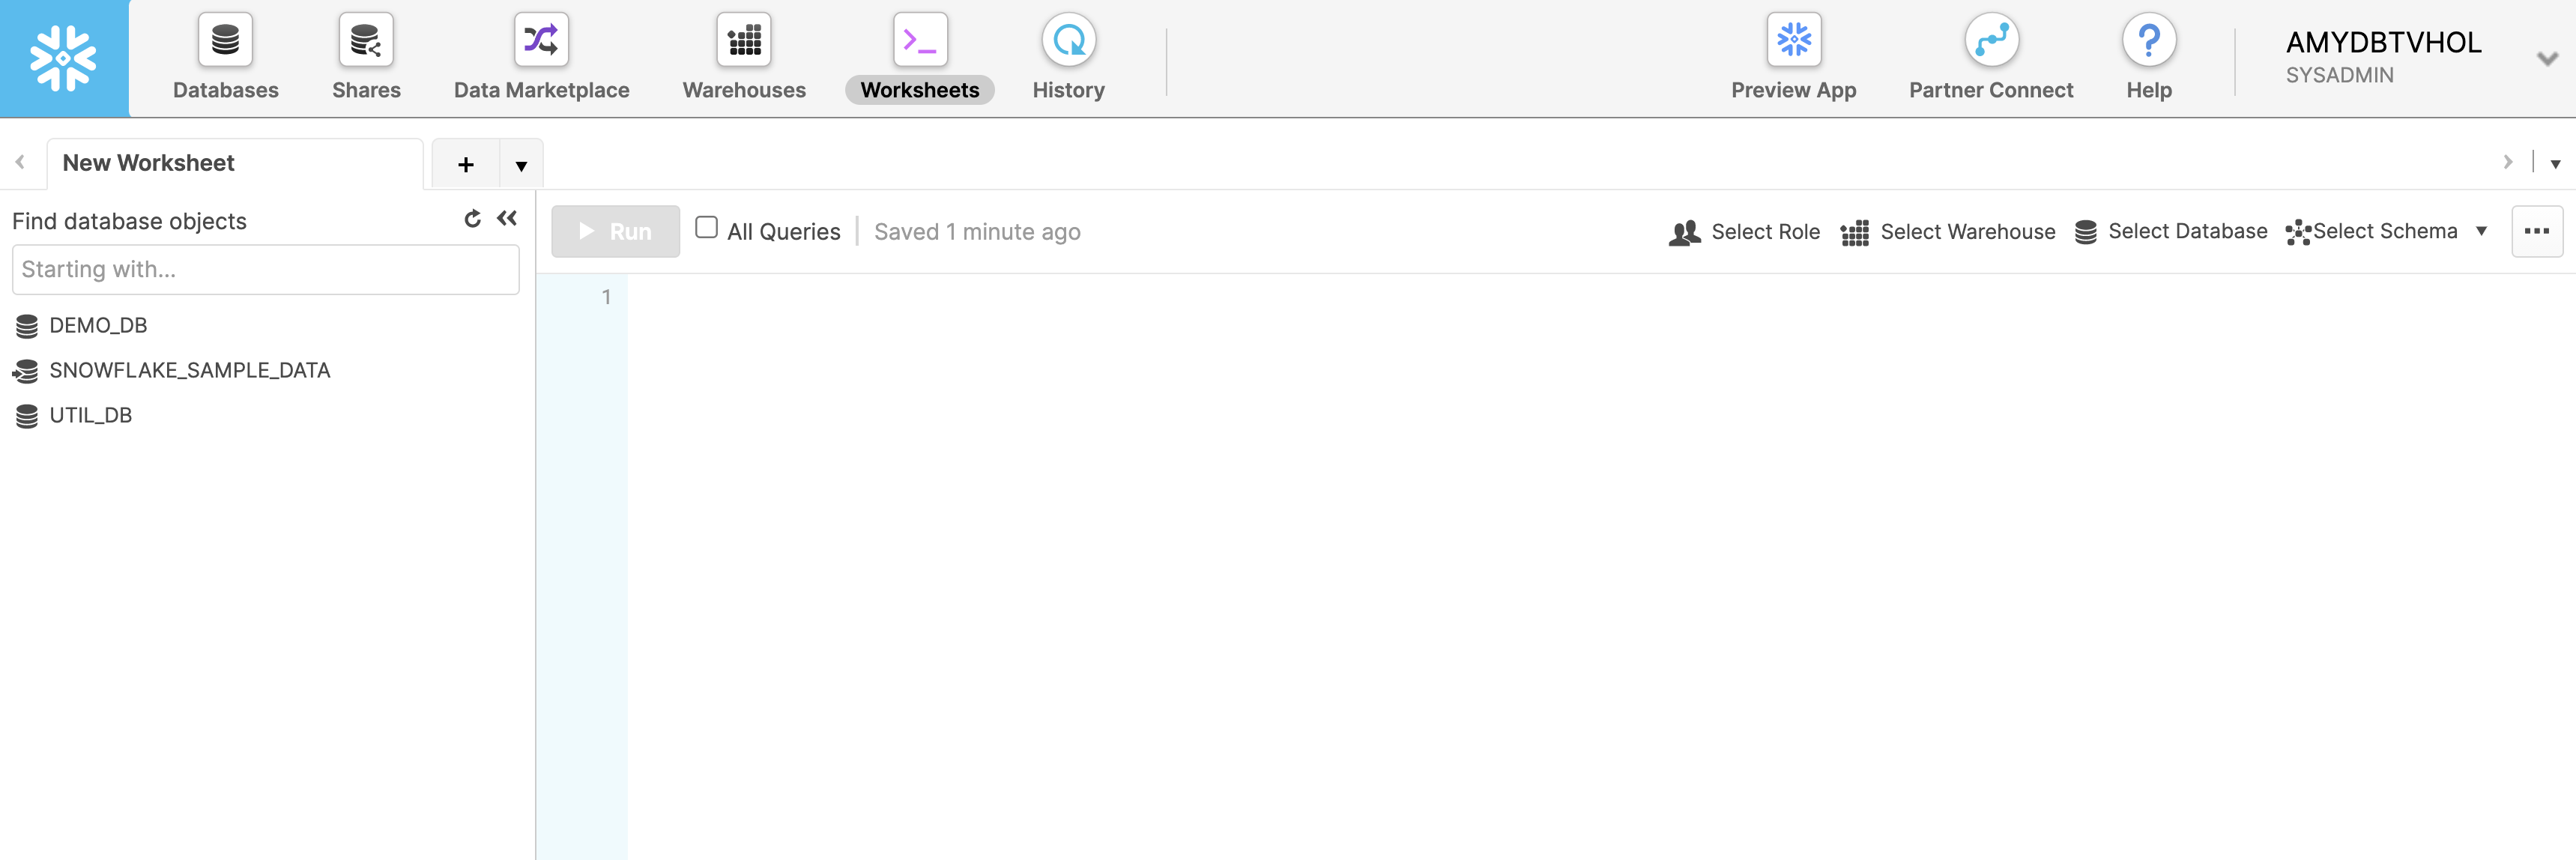 Databases
Shares
Data Marketplace
Warehouses
Worksheets
History
Preview App
Partner Connect
Help
AMYDBTVHOL
SYSADMIN
New Worksheet
Find database objects
Starting with...
DEMO_DB
SNOWFLAKE_SAMPLE_DATA
UTIL_DB
Run
All Queries
Saved 1 minute ago
Select Role
Select Warehouse
Select Database
Select Schema
1